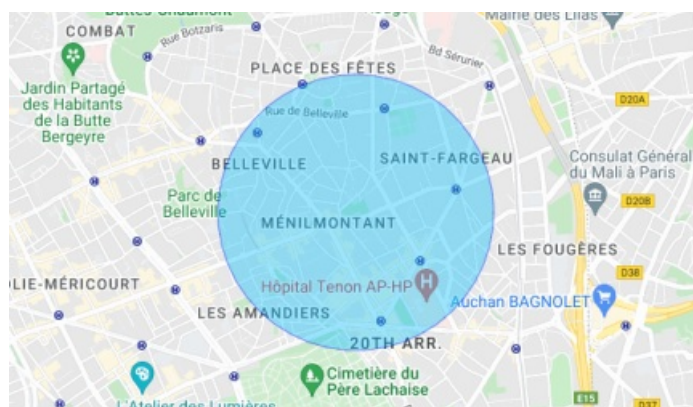 Buttes Chaumont
COMBAT
Rue Botzaris
Mairie des Lilas
Bd Sérurier
PLACE DES FÊTES
Jardin Partagé
des Habitants
de la Butte
Bergeyre
D20A
Rue de Belleville
BELLEVILLE
SAINT-FARGEAU
Consulat Général
du Mali à Paris
Parc de
Belleville
D20B
MÉNILMONTANT
LES FOUGÈRES
D38
OLIE-MÉRICOURT
Hôpital Tenon AP-HP
H
Auchan BAGNOLET
LES AMANDIERS
20TH ARR.
Cimetière du
Père Lachaise
E15
D37
L'Atelier des Lumières